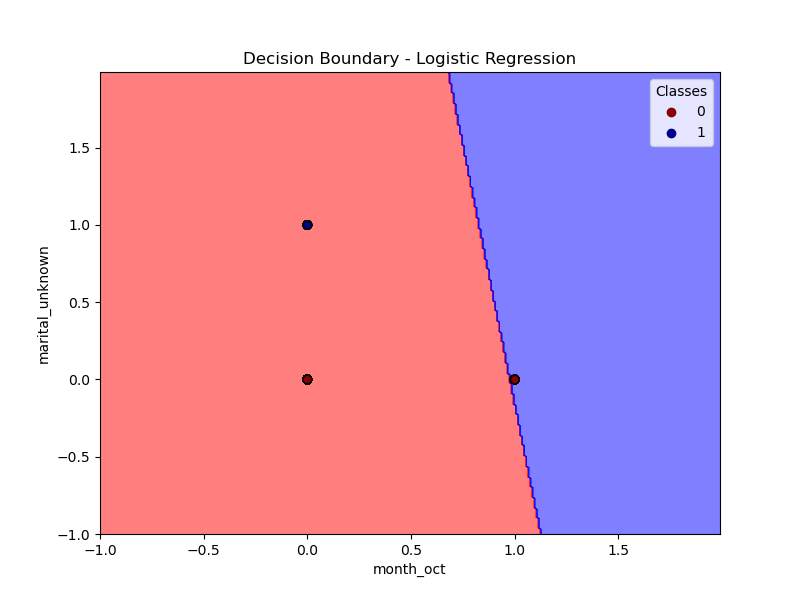 Decision Boundary - Logistic Regression
Classes
0
1
1.5
1.0
0.5
0.0
−0.5
−1.0
marital_unknown
−1.0 −0.5 0.0 0.5 1.0 1.5
month_oct